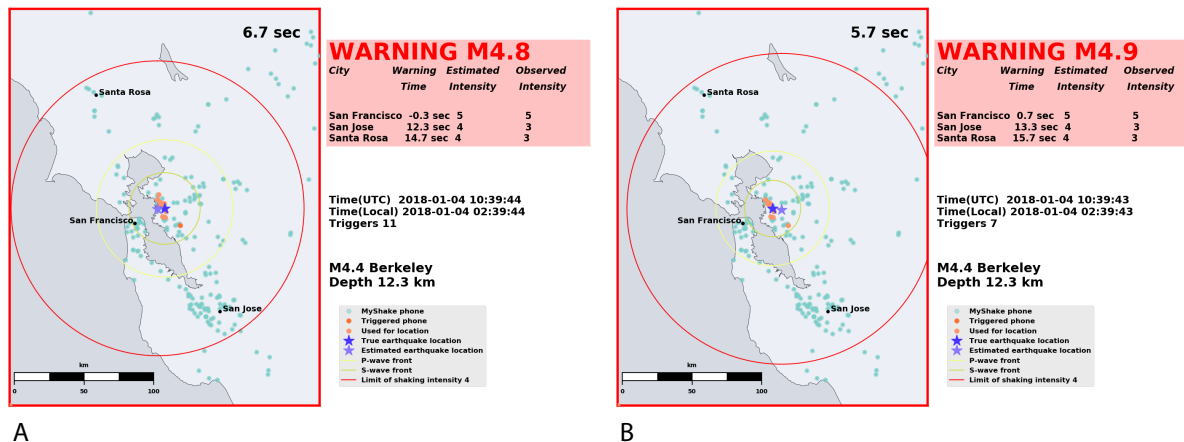 6.7 sec
Santa Rosa
San Francisco
San Jose
km
0 50 100
WARNING M4.8
City Warning Estimated Observed
Time Intensity Intensity
San Francisco -0.3 sec 5 5
San Jose 12.3 sec 4 3
Santa Rosa 14.7 sec 4 3
Time(UTC) 2018-01-04 10:39:44
Time(Local) 2018-01-04 02:39:44
Triggers 11
M4.4 Berkeley
Depth 12.3 km
MyShake phone
Triggered phone
Used for location
True earthquake location
Estimated earthquake location
P-wave front
S-wave front
Limit of shaking intensity 4
A
5.7 sec
Santa Rosa
San Francisco
San Jose
km
0 50 100
WARNING M4.9
City Warning Estimated Observed
Time Intensity Intensity
San Francisco 0.7 sec 5 5
San Jose 13.3 sec 4 3
Santa Rosa 15.7 sec 4 3
Time(UTC) 2018-01-04 10:39:43
Time(Local) 2018-01-04 02:39:43
Triggers 7
M4.4 Berkeley
Depth 12.3 km
MyShake phone
Triggered phone
Used for location
True earthquake location
Estimated earthquake location
P-wave front
S-wave front
Limit of shaking intensity 4
B